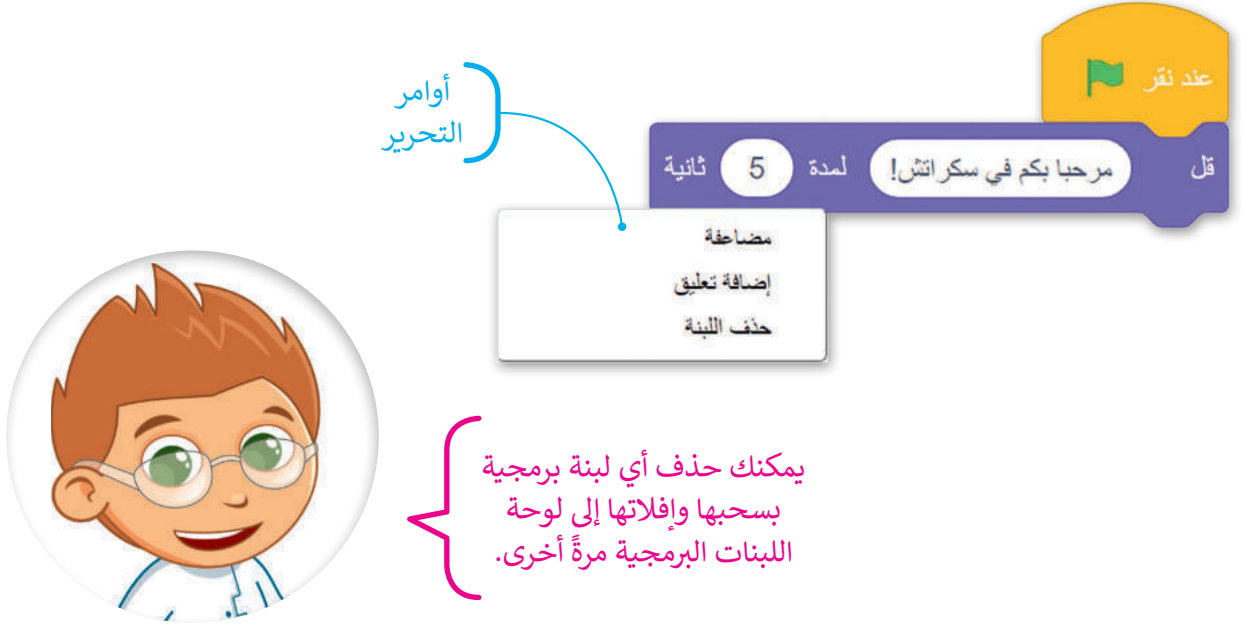 عند نقر
قل مرحبا بكم في سكراتش! لمدة 5 ثانية
أوامر
التحرير
مضاعفة
إضافة تعليق
حذف اللبنة
يمكنك حذف أي لبنة برمجية
بسحبها وإفلاتها إلى لوحة
اللبنات البرمجية مرةً أخرى.